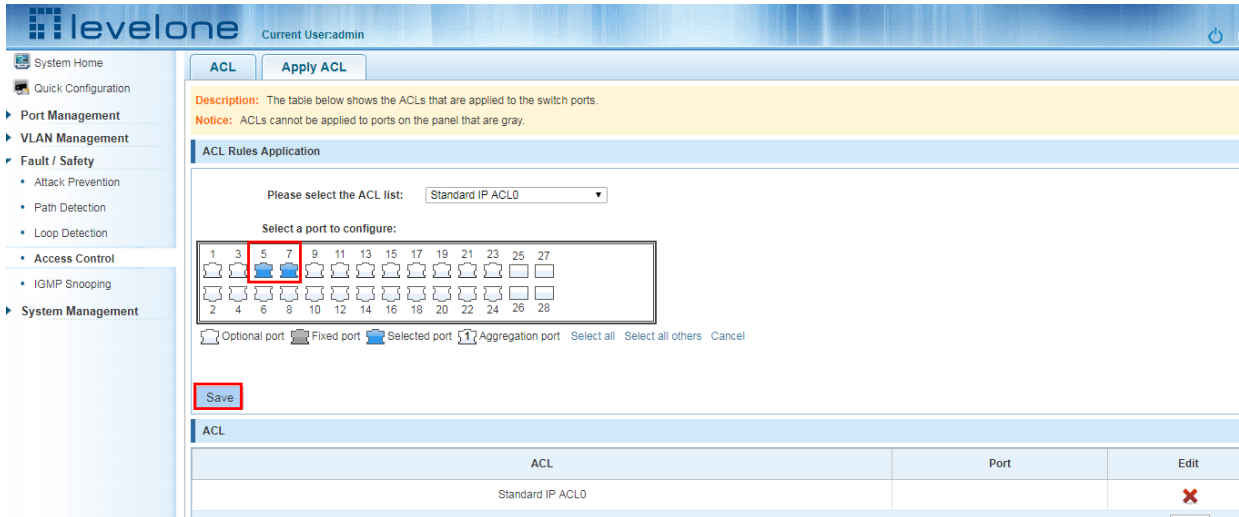 levelone Current User:admin
System Home
Quick Configuration
Port Management
VLAN Management
Fault / Safety
Attack Prevention
Path Detection
Loop Detection
Access Control
IGMP Snooping
System Management
ACL Apply ACL
Description: The table below shows the ACLs that are applied to the switch ports.
Notice: ACLs cannot be applied to ports on the panel that are gray.
ACL Rules Application
Please select the ACL list: Standard IP ACL0
Select a port to configure:
1 3 5 7 9 11 13 15 17 19 21 23 25 27
2 4 6 8 10 12 14 16 18 20 22 24 26 28
Optional port Fixed port Selected port 1 Aggregation port Select all Select all others Cancel
Save
ACL
ACL Port Edit
Standard IP ACL0